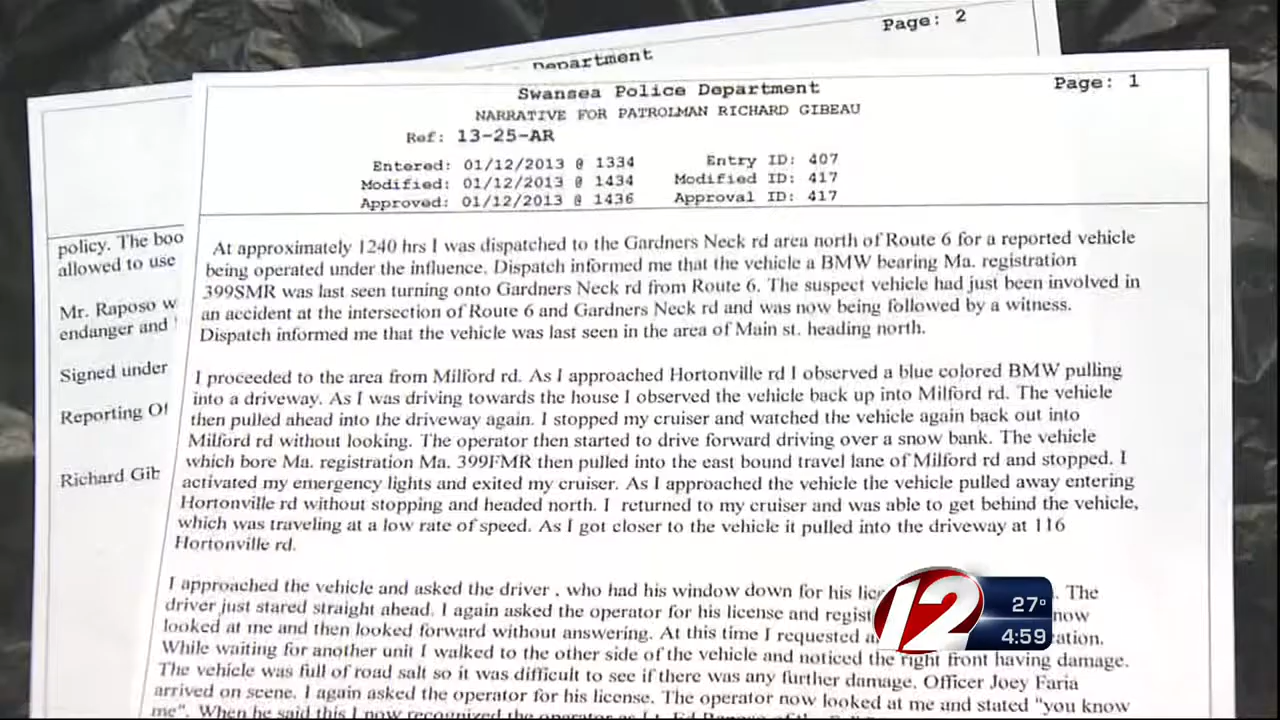 Page: 2
Department
Page: 1
Swansea Police Department
NARRATIVE FOR PATROLMAN RICHARD GIBEAU
Ref: 13-25-AR
Entered: 01/12/2013 @ 1334 Entry ID: 407
Modified: 01/12/2013 @ 1434 Modified ID: 417
Approved: 01/12/2013 @ 1436 Approval ID: 417
policy. The boo
allowed to use
Mr. Raposo w
endanger and
Signed under
Reporting Of
Richard Gib
At approximately 1240 hrs I was dispatched to the Gardners Neck rd area north of Route 6 for a reported vehicle
being operated under the influence. Dispatch informed me that the vehicle a BMW bearing Ma. registration
399SMR was last seen turning onto Gardners Neck rd from Route 6. The suspect vehicle had just been involved in
an accident at the intersection of Route 6 and Gardners Neck rd and was now being followed by a witness.
Dispatch informed me that the vehicle was last seen in the area of Main st. heading north.
I proceeded to the area from Milford rd. As I approached Hortonville rd I observed a blue colored BMW pulling
into a driveway. As I was driving towards the house I observed the vehicle back up into Milford rd. The vehicle
then pulled ahead into the driveway again. I stopped my cruiser and watched the vehicle again back out into
Milford rd without looking. The operator then started to drive forward driving over a snow bank. The vehicle
which bore Ma. registration Ma. 399FMR then pulled into the east bound travel lane of Milford rd and stopped. I
activated my emergency lights and exited my cruiser. As I approached the vehicle the vehicle pulled away entering
Hortonville rd without stopping and headed north. I returned to my cruiser and was able to get behind the vehicle,
which was traveling at a low rate of speed. As I got closer to the vehicle it pulled into the driveway at 116
Hortonville rd.
I approached the vehicle and asked the driver , who had his window down for his lic . The
driver just stared straight ahead. I again asked the operator for his license and regist now
looked at me and then looked forward without answering. At this time I requested a ation.
While waiting for another unit I walked to the other side of the vehicle and noticed the right front having damage.
The vehicle was full of road salt so it was difficult to see if there was any further damage. Officer Joey Faria
arrived on scene. I again asked the operator for his license. The operator now looked at me and stated "you know
me". When he said this I now recognized the operator as Lt. Ed Raposo of the
12
27°
4:59